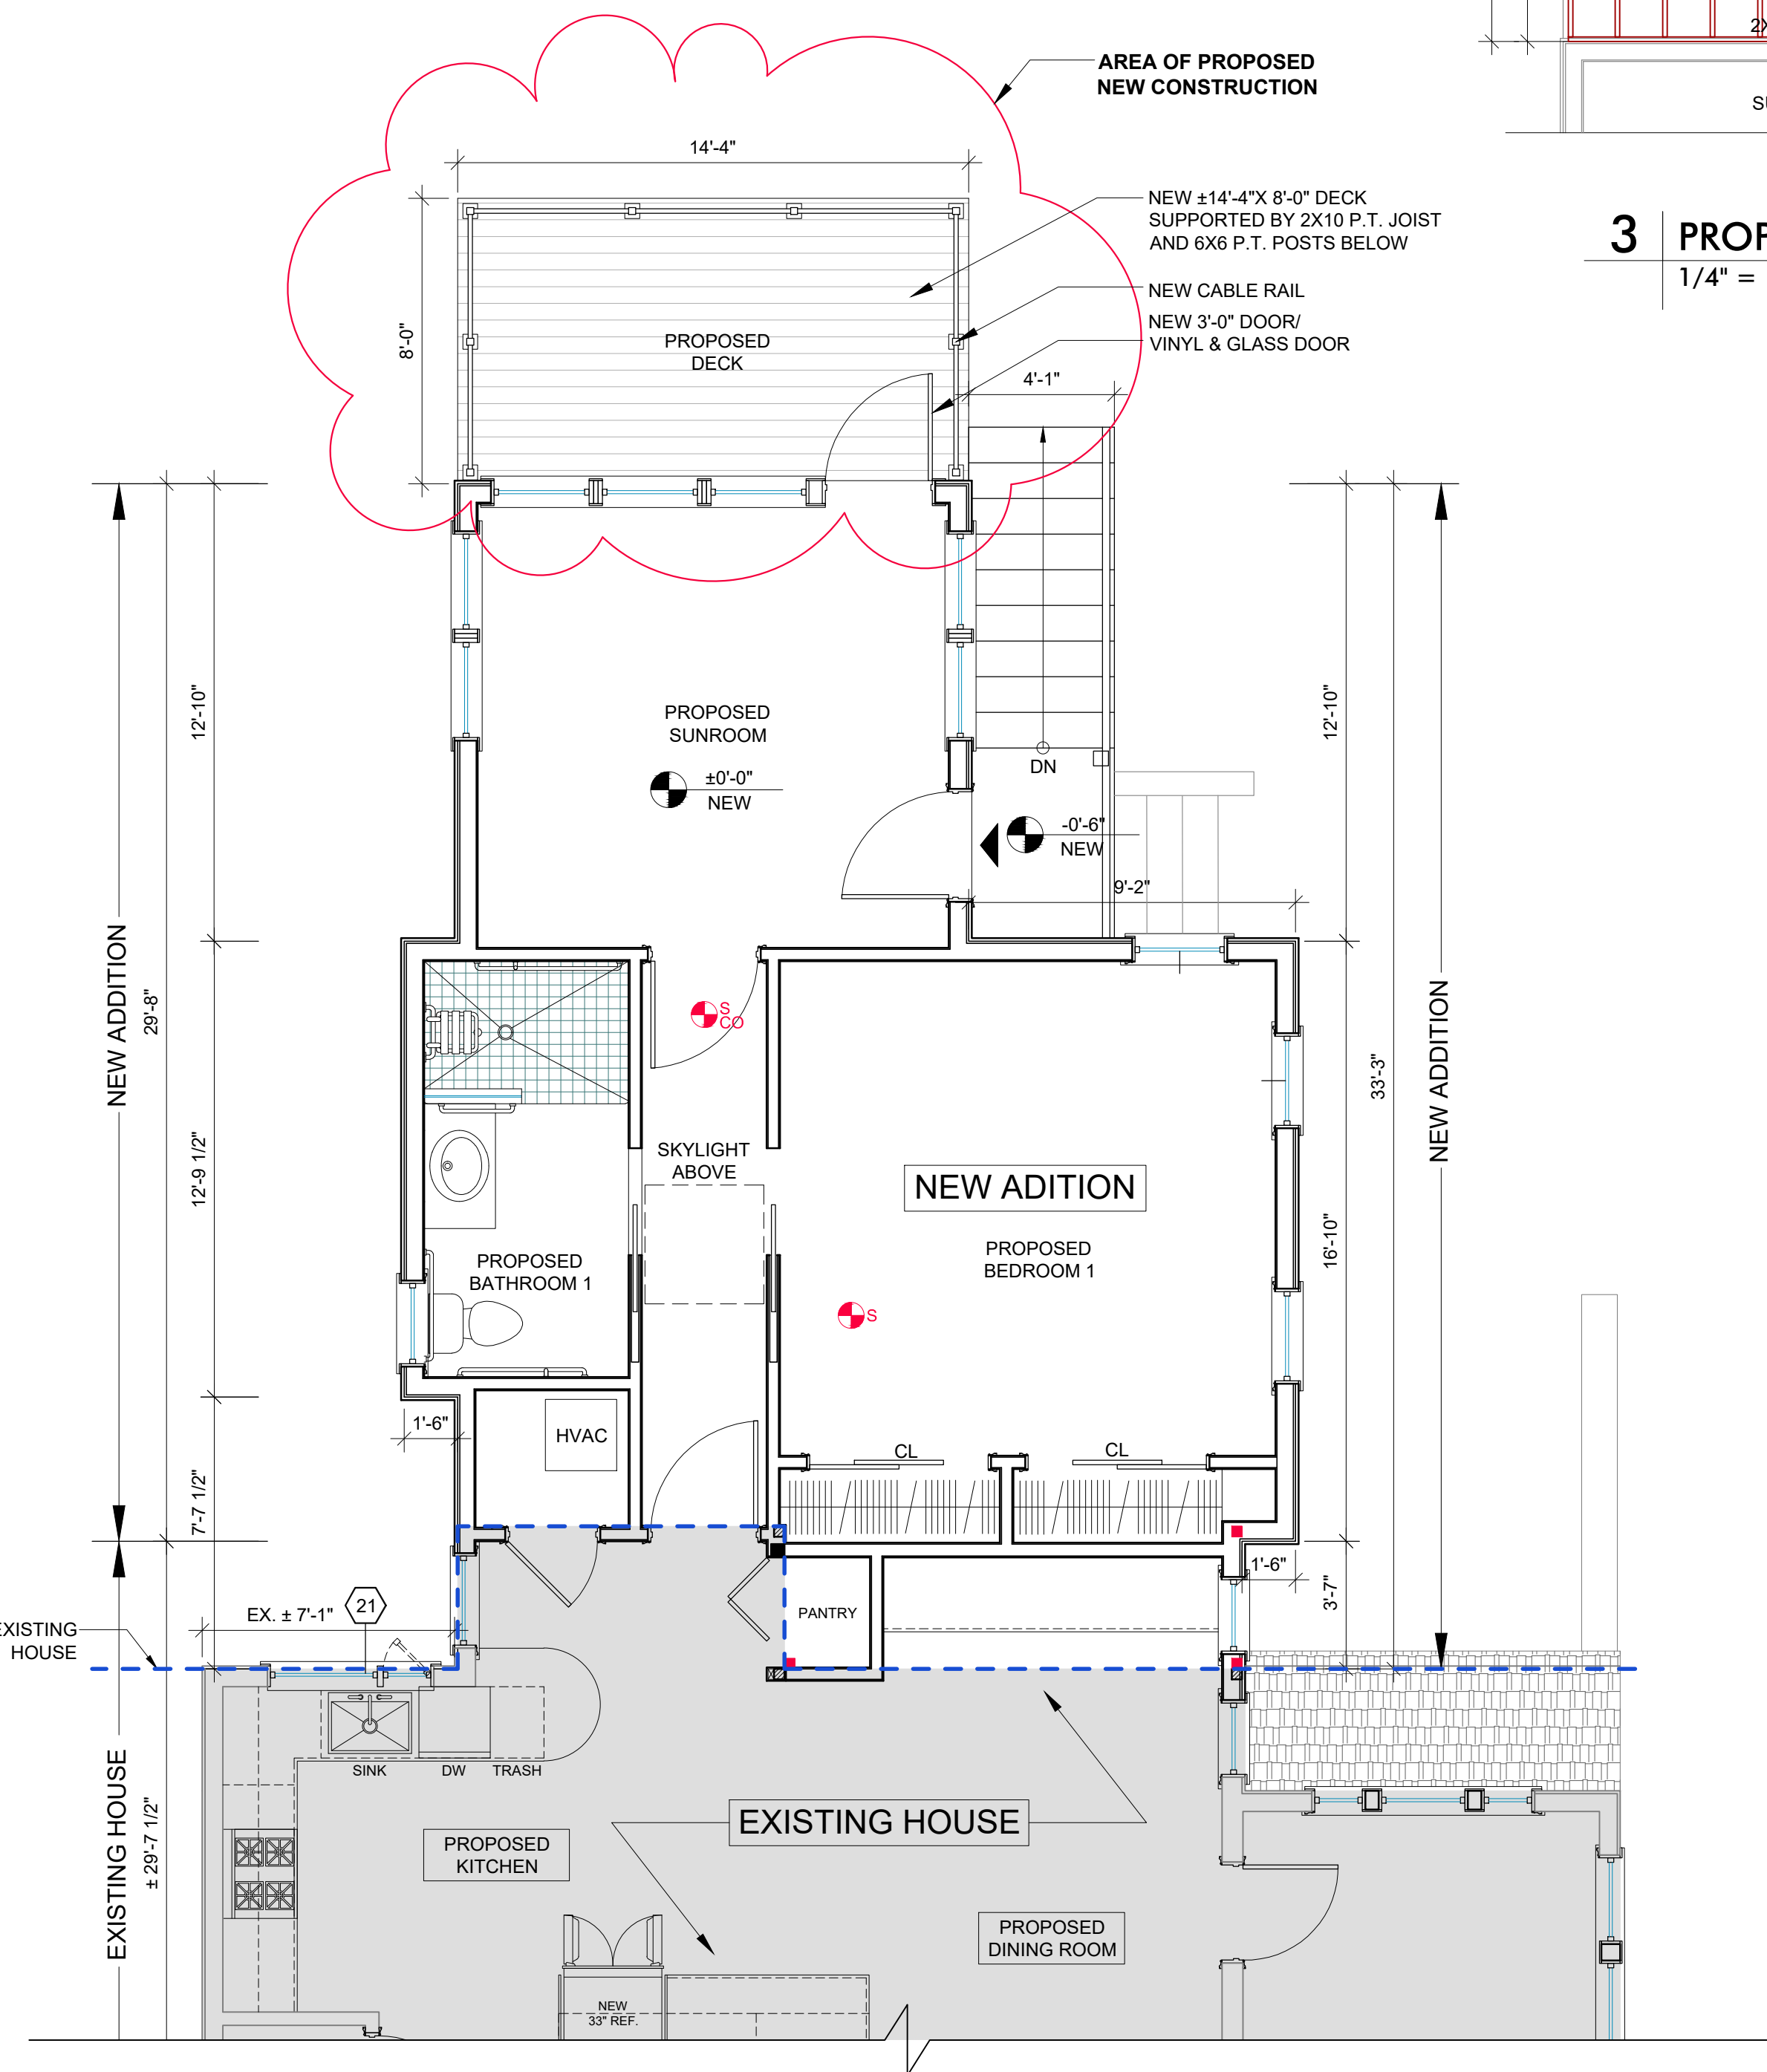 AREA OF PROPOSED
NEW CONSTRUCTION
14'-4"
NEW ±14'-4"X 8'-0" DECK
SUPPORTED BY 2X10 P.T. JOIST
AND 6X6 P.T. POSTS BELOW
3
1/4" =
NEW CABLE RAIL
NEW 3'-0" DOOR/
VINYL & GLASS DOOR
8'-0"
PROPOSED
DECK
4'-1"
12'-10"
PROPOSED
SUNROOM
±0'-0"
NEW
DN
-0'-6"
NEW
9'-2"
12'-10"
NEW ADDITION
29'-8"
S
CO
NEW ADDITION
33'-3"
12'-9 1/2"
SKYLIGHT
ABOVE
NEW ADITION
PROPOSED
BATHROOM 1
PROPOSED
BEDROOM 1
16'-10"
S
1'-6"
HVAC
CL
CL
7'-7 1/2"
1'-6"
3'-7"
EX. ± 7'-1"
21
PANTRY
EXISTING
HOUSE
SINK
DW
TRASH
EXISTING HOUSE
± 29'-7 1/2"
EXISTING HOUSE
PROPOSED
KITCHEN
PROPOSED
DINING ROOM
NEW
33" REF.